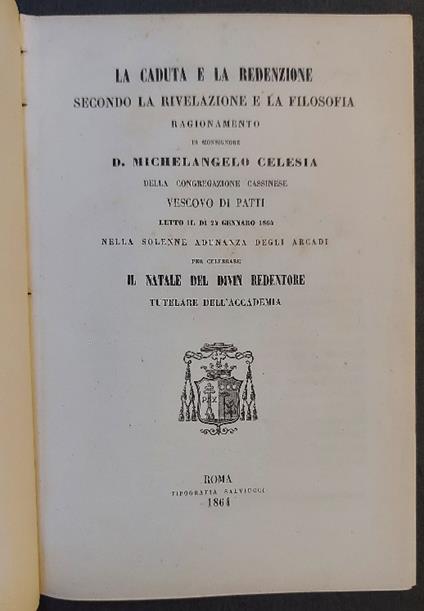 LA CADUTA E LA REDENZIONE
SECONDO LA RIVELAZIONE E LA FILOSOFIA
RAGIONAMENTO
DI MONSIGNORE
D. MICHELANGELO CELESIA
DELLA CONGREGAZIONE CASSINESE
VESCOVO DI PATTI
LETTO IL DI 24 GENNARO 1864
NELLA SOLENNE ADUNANZA DEGLI ARCADI
PER CELEBRARE
IL NATALE DEL DIVIN REDENTORE
TUTELARE DELL'ACCADEMIA
ROMA
TIPOGRAFIA SALVIUCCI
1864